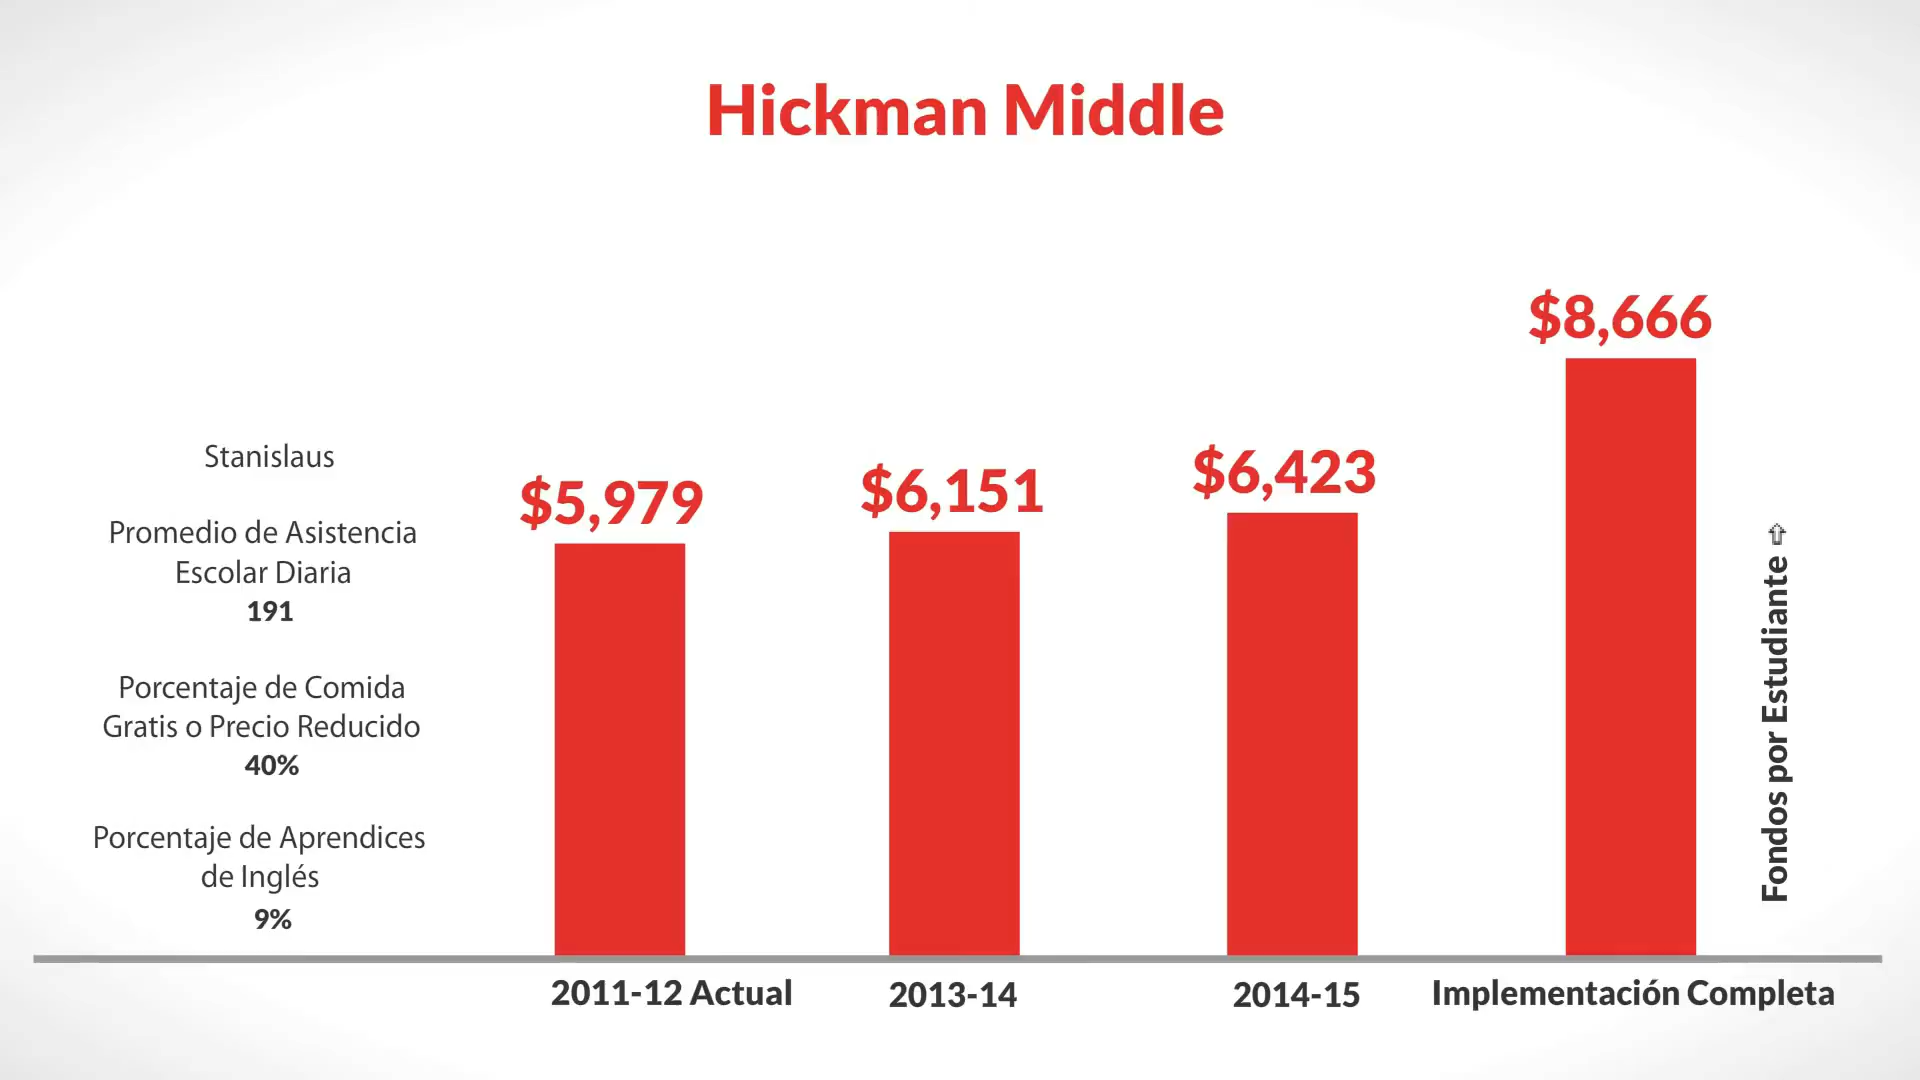 Hickman Middle
Stanislaus
Promedio de Asistencia
Escolar Diaria
191
Porcentaje de Comida
Gratis o Precio Reducido
40%
Porcentaje de Aprendices
de Inglés
9%
$5,979
$6,151
$6,423
$8,666
2011-12 Actual
2013-14
2014-15
Implementación Completa
Fondos por Estudiante ⇧